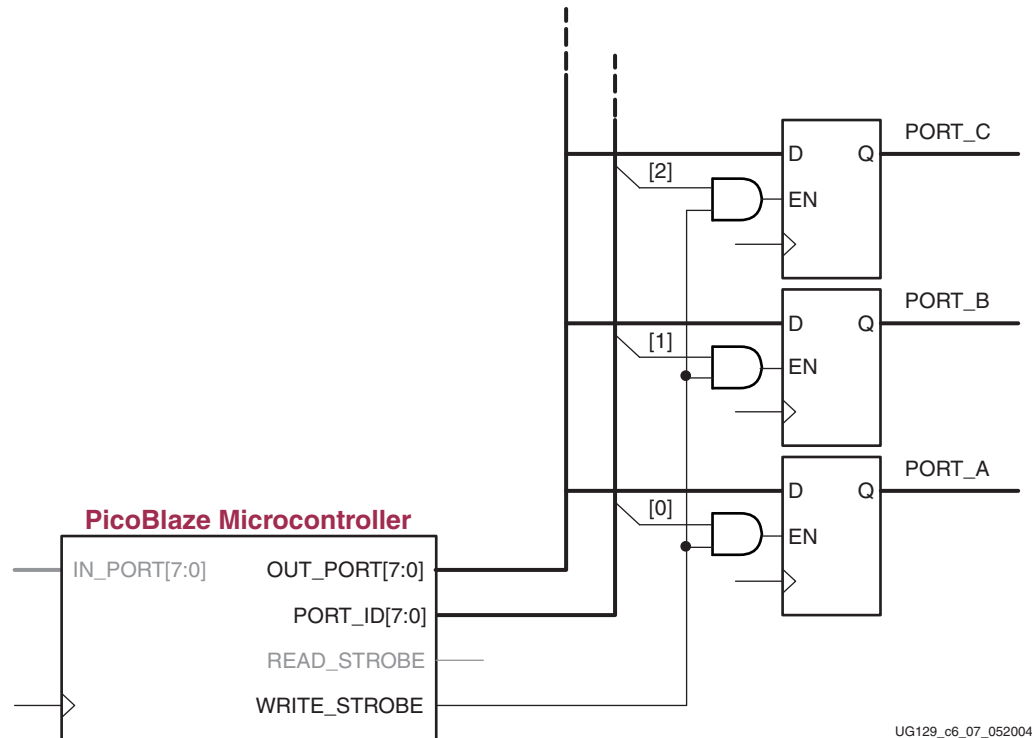 PORT_C
D
Q
[2]
EN
PORT_B
D
Q
[1]
EN
PORT_A
D
Q
[0]
EN
PicoBlaze Microcontroller
IN_PORT[7:0]
OUT_PORT[7:0]
PORT_ID[7:0]
READ_STROBE
WRITE_STROBE
UG129_c6_07_052004